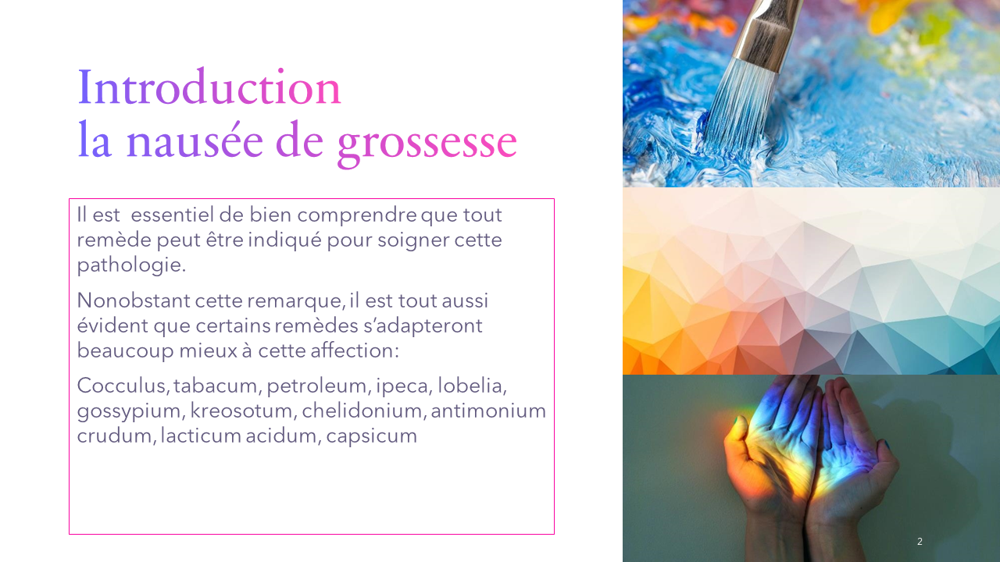 Introduction
la nausée de grossesse
Il est  essentiel de bien comprendre que tout
remède peut être indiqué pour soigner cette
pathologie.
Nonobstant cette remarque, il est tout aussi
évident que certains remèdes s’adapteront
beaucoup mieux à cette affection:
Cocculus, tabacum, petroleum, ipeca, lobelia,
gossypium, kreosotum, chelidonium, antimonium
crudum, lacticum acidum, capsicum
2